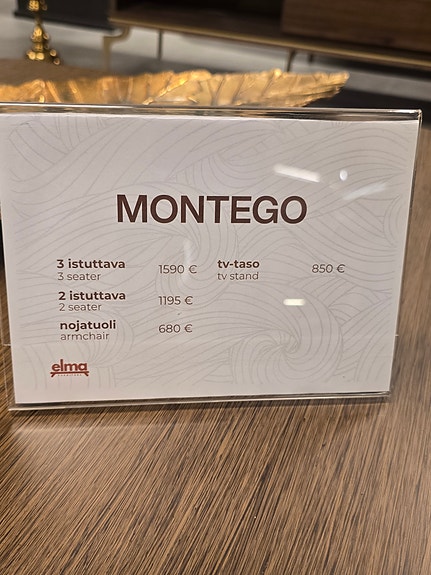 MONTEGO
3 istuttava 1590 € tv-taso 850 €
3 seater tv stand
2 istuttava 1195 €
2 seater
nojatuoli 680 €
armchair
elma